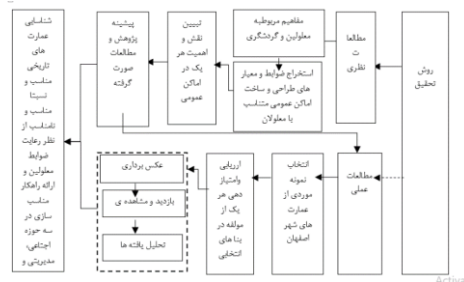 روش
تحقیق
مطالعا
ت
نظری
مفاهیم مربوطبه
معلولین و گردشگری
استخراج ضوابط و معیار
های طراحی و ساخت
اماکن عمومی متناسب
با معلولان
تبیین
نقش و
اهمیت هر
یک در
اماکن
عمومی
پیشینه
پژوهش و
مطالعات
صورت
گرفته
مطالعات
عملی
انتخاب
نمونه
موردی از
عمارت
های شهر
اصفهان
ارزیابی
وامتیاز
دهی هر
یک از
مولفه در
بنا های
انتخابی
عکس برداری
بازدید و مشاهده ی
تحلیل یافته ها
شناسایی
عمارت
های
تاریخی
مناسب و
نسبتا
مناسب و
نامناسب از
نظر رعایت
ضوابط
معلولین و
ارائه راهکار
مناسب
سازی در
سه حوزه
اجتماعی،
مدیریتی و
Activa